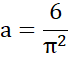 a = 6/π²